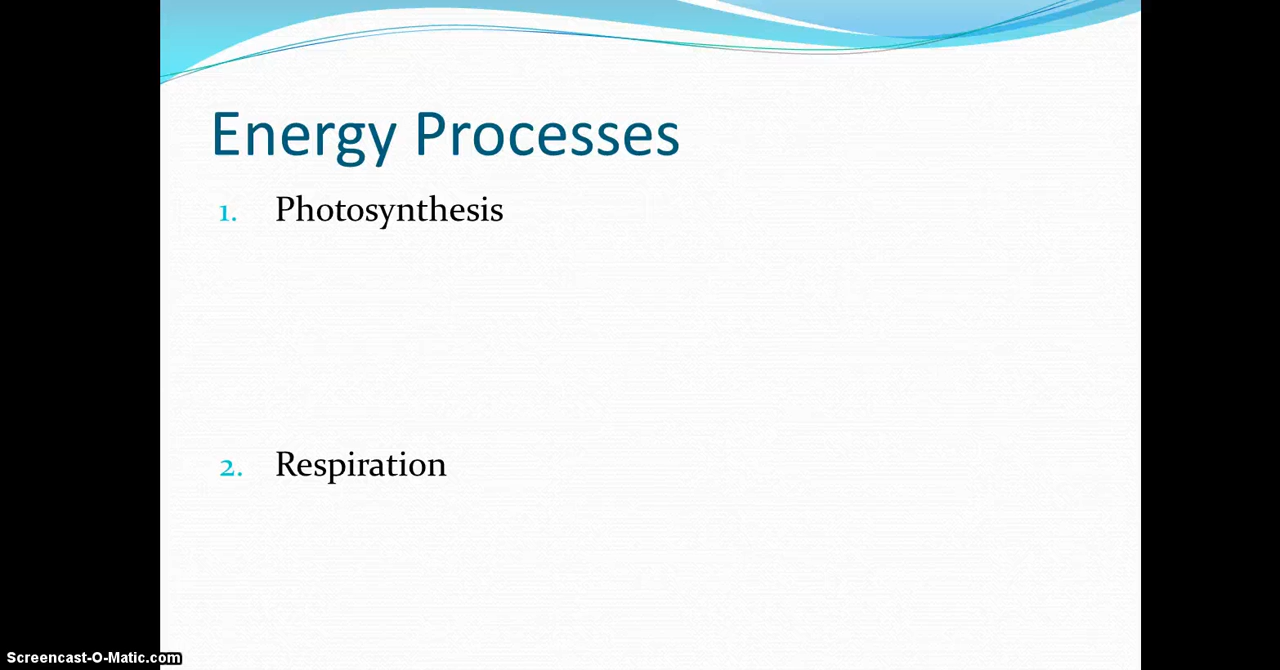 Energy Processes
1. Photosynthesis
2. Respiration
Screencast-O-Matic.com